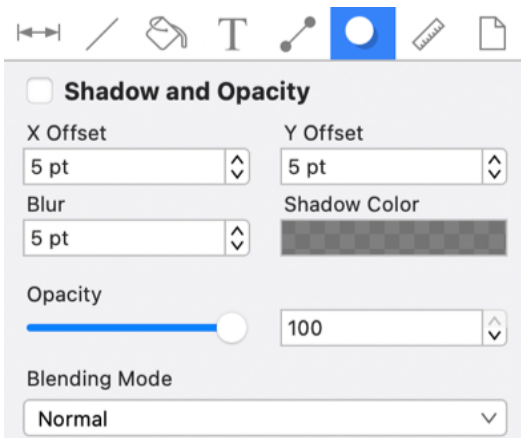 T
Shadow and Opacity
X Offset Y Offset
5 pt 5 pt
Blur Shadow Color
5 pt
Opacity
100
Blending Mode
Normal